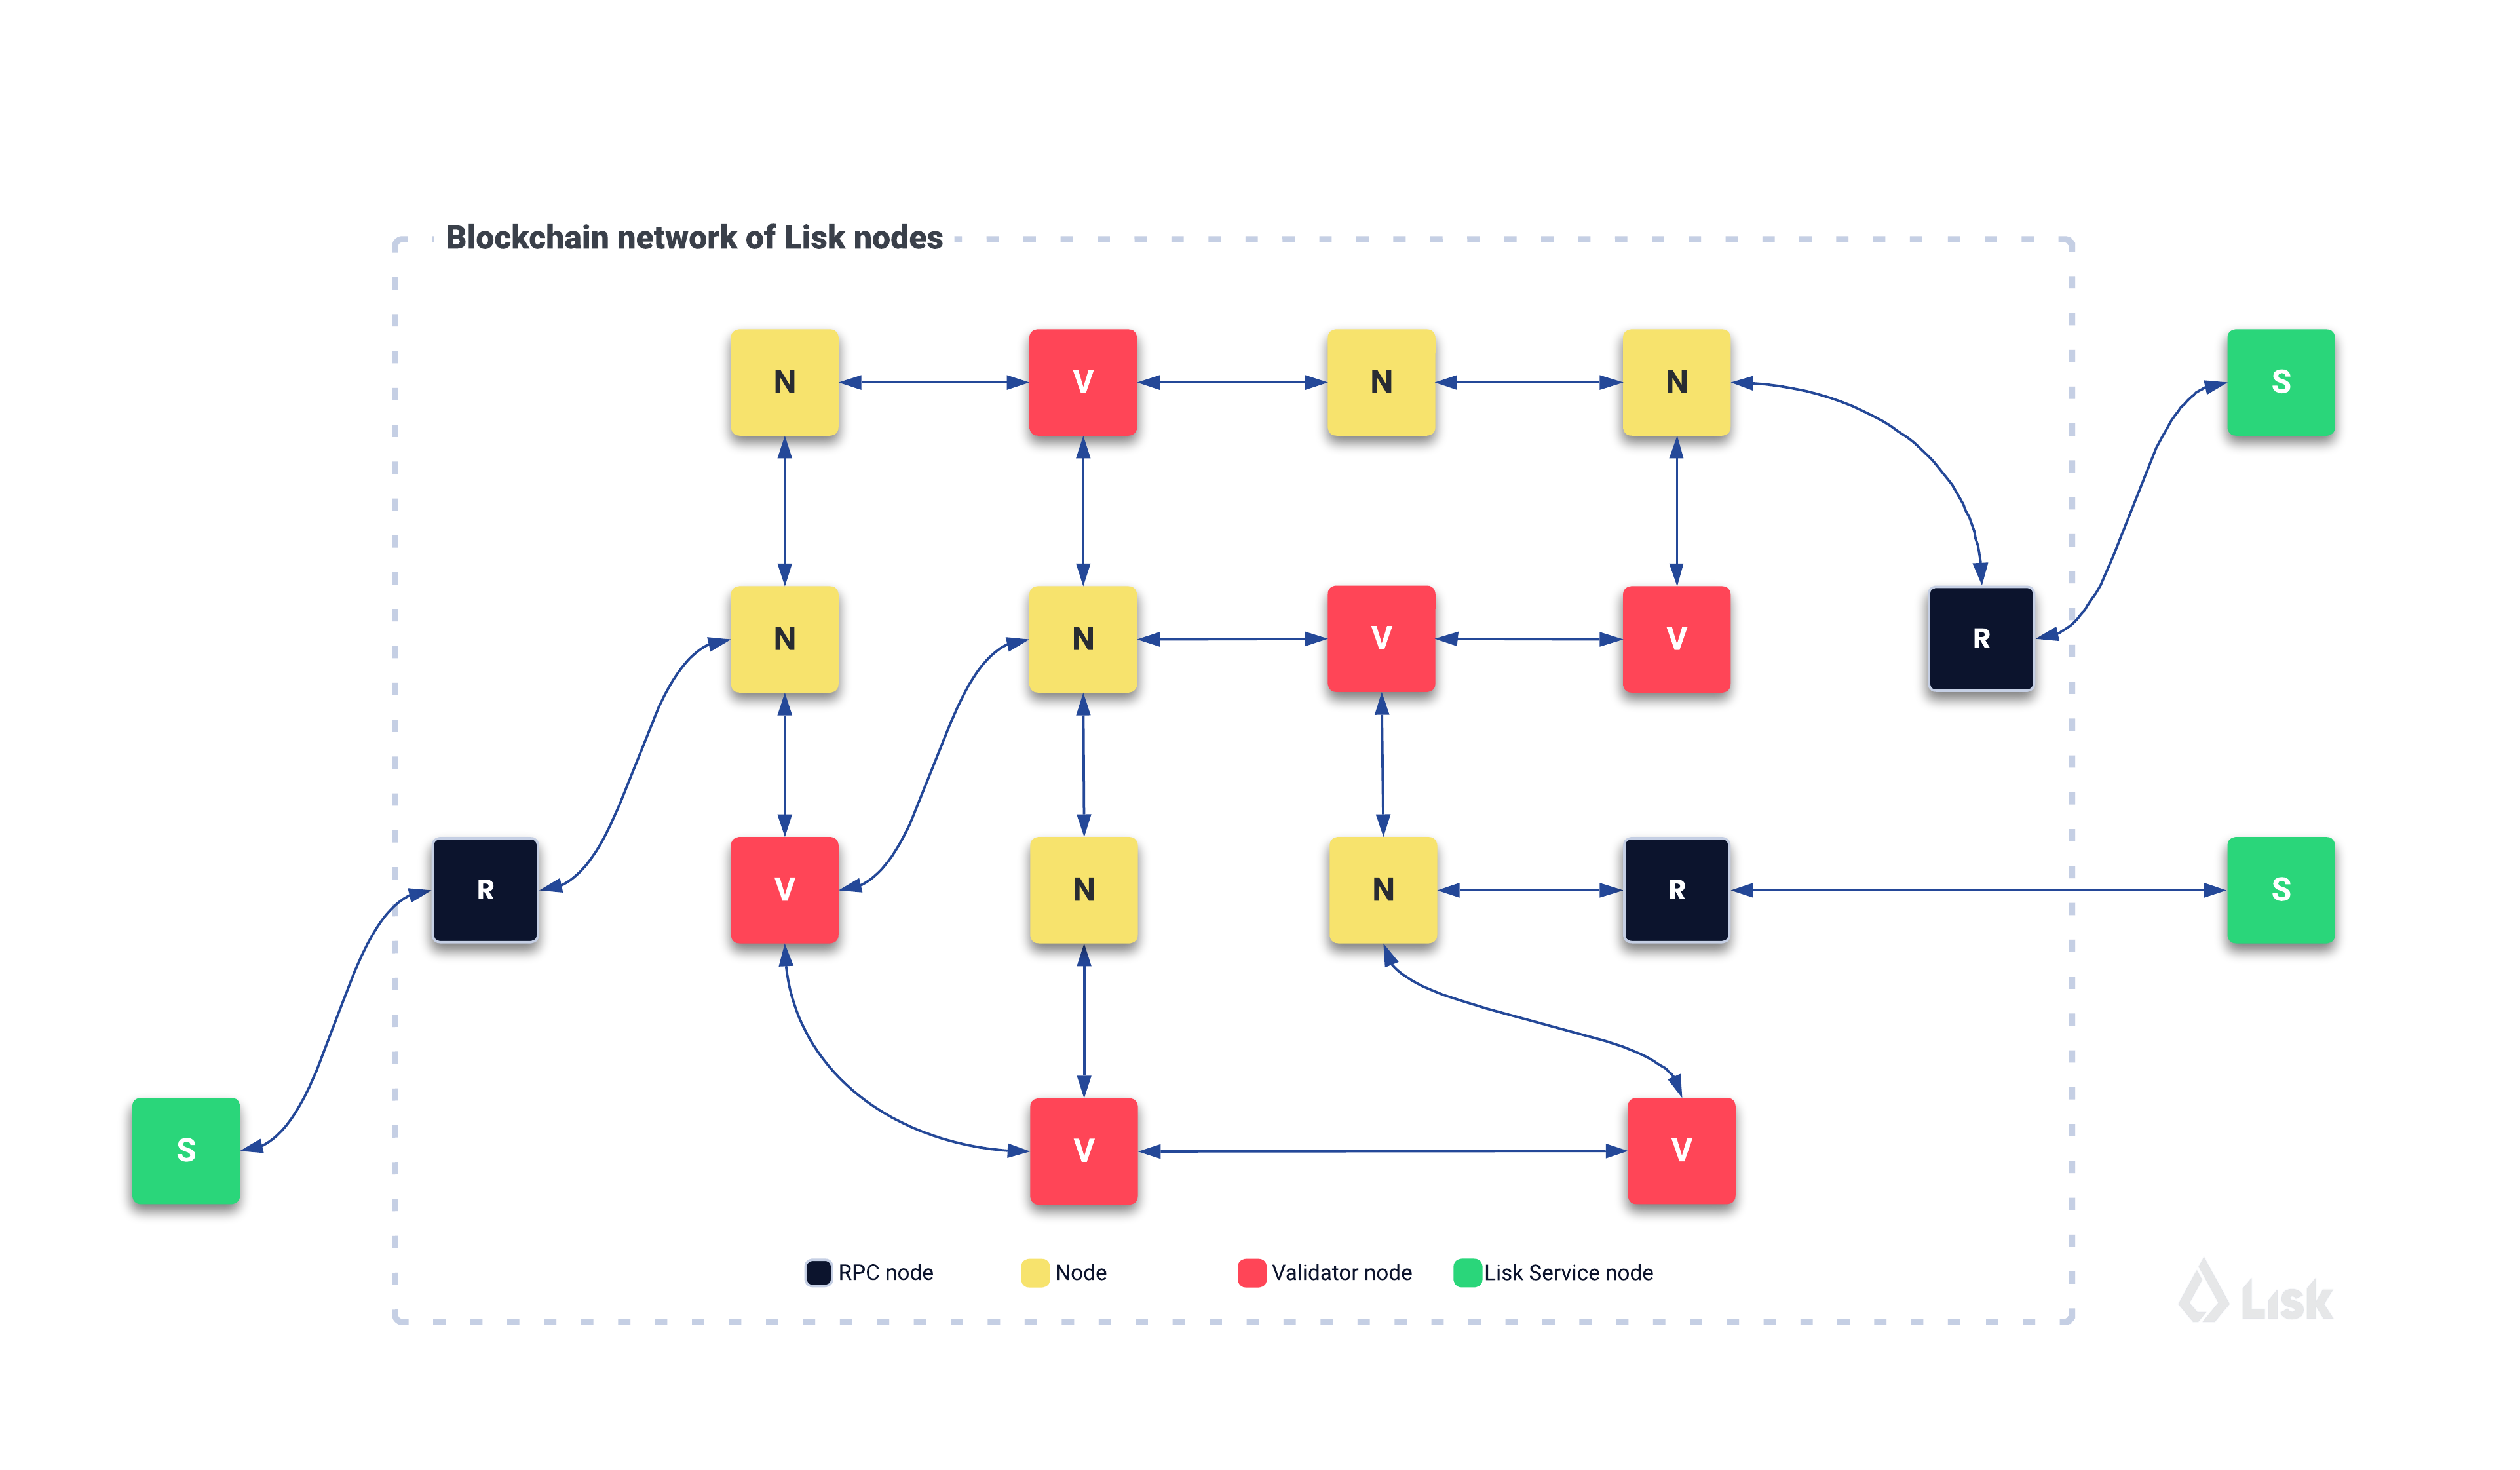 Blockchain network of Lisk nodes
N V N N S
N N V V R
R V N N R S
S V V
RPC node Node Validator node Lisk Service node
Lisk